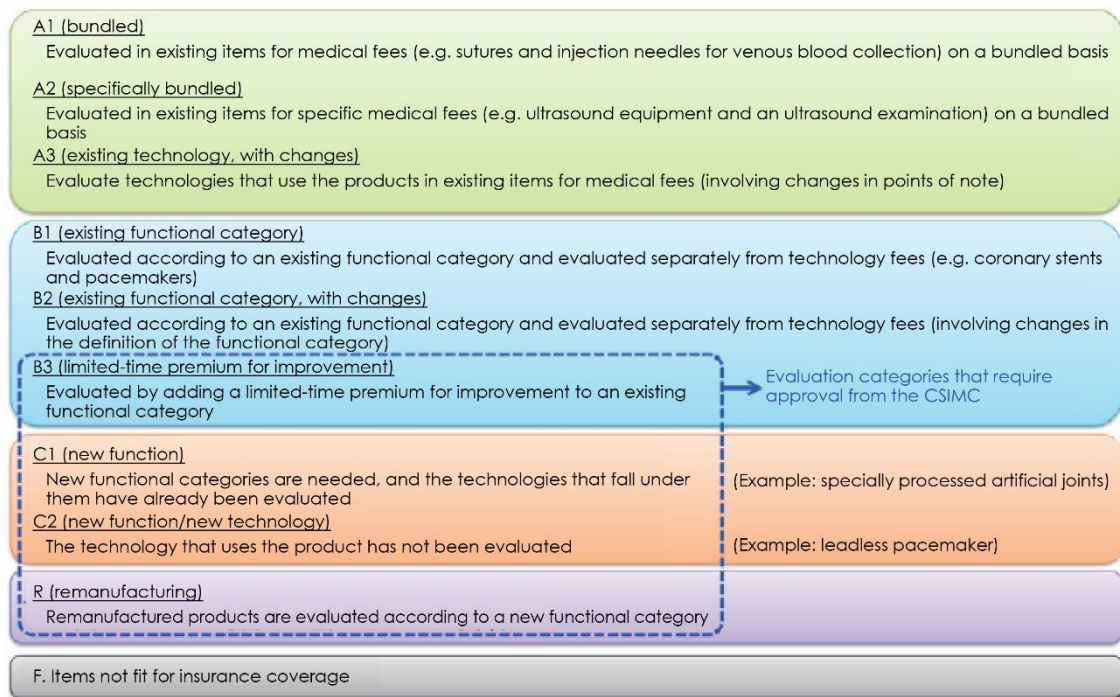 A1 (bundled)
Evaluated in existing items for medical fees (e.g. sutures and injection needles for venous blood collection) on a bundled basis
A2 (specifically bundled)
Evaluated in existing items for specific medical fees (e.g. ultrasound equipment and an ultrasound examination) on a bundled
basis
A3 (existing technology, with changes)
Evaluate technologies that use the products in existing items for medical fees (involving changes in points of note)
B1 (existing functional category)
Evaluated according to an existing functional category and evaluated separately from technology fees (e.g. coronary stents
and pacemakers)
B2 (existing functional category, with changes)
Evaluated according to an existing functional category and evaluated separately from technology fees (involving changes in
the definition of the functional category)
B3 (limited-time premium for improvement)
Evaluated by adding a limited-time premium for improvement to an existing
functional category
Evaluation categories that require
approval from the CSIMC
C1 (new function)
New functional categories are needed, and the technologies that fall under
them have already been evaluated
(Example: specially processed artificial joints)
C2 (new function/new technology)
The technology that uses the product has not been evaluated
(Example: leadless pacemaker)
R (remanufacturing)
Remanufactured products are evaluated according to a new functional category
F. Items not fit for insurance coverage